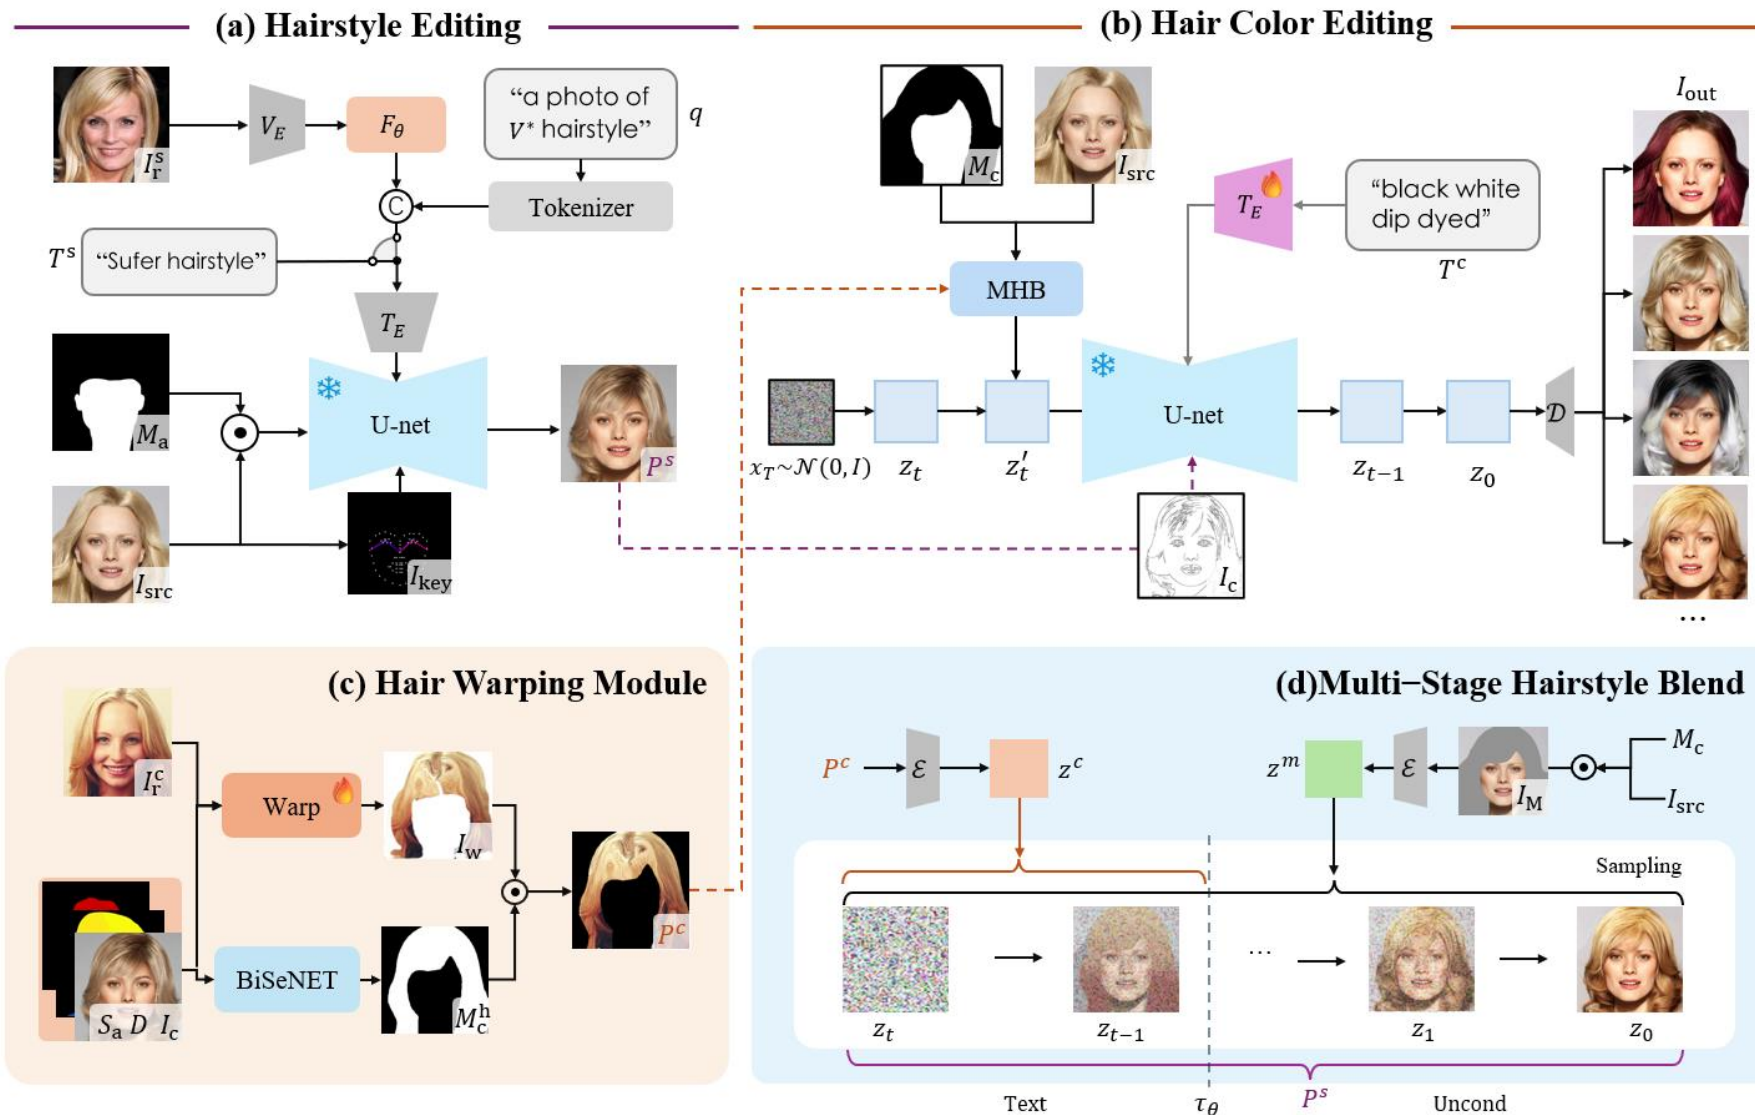 (a) Hairstyle Editing
I_r^s
V_E
F_θ
“a photo of
V* hairstyle”
q
C
Tokenizer
T^s
“Sufer hairstyle”
T_E
M_a
U-net
P^s
I_src
I_key
(b) Hair Color Editing
M_c
I_src
I_out
T_E
“black white
dip dyed”
T^c
MHB
U-net
D
x_T~N(0, I)
z_t
z_t′
z_{t−1}
z_0
I_c
...
(c) Hair Warping Module
I_r^c
Warp
I_w
P^c
BiSeNET
M_c^h
S_a D I_c
(d)Multi−Stage Hairstyle Blend
P^c
ℰ
z^c
z^m
ℰ
I_M
M_c
I_src
Sampling
...
z_t
z_{t−1}
z_1
z_0
P^s
Text
τ_θ
Uncond